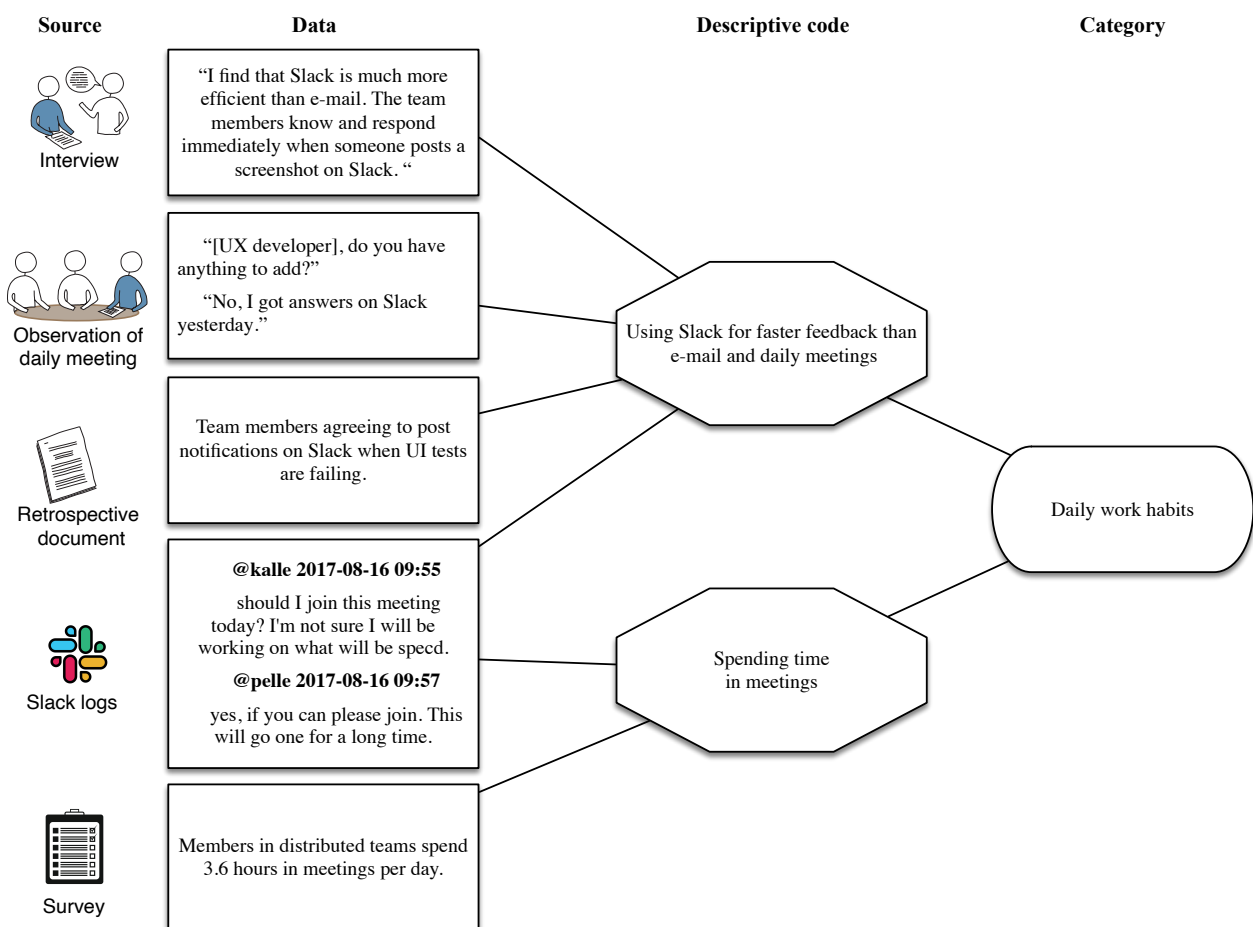 Source
Data
Descriptive code
Category
Interview
“I find that Slack is much more
efficient than e-mail. The team
members know and respond
immediately when someone posts a
screenshot on Slack. “
Observation of
daily meeting
“[UX developer], do you have
anything to add?”
“No, I got answers on Slack
yesterday.”
Retrospective
document
Team members agreeing to post
notifications on Slack when UI tests
are failing.
Slack logs
@kalle 2017-08-16 09:55
should I join this meeting
today? I'm not sure I will be
working on what will be specd.
@pelle 2017-08-16 09:57
yes, if you can please join. This
will go one for a long time.
Survey
Members in distributed teams spend
3.6 hours in meetings per day.
Using Slack for faster feedback than
e-mail and daily meetings
Spending time
in meetings
Daily work habits